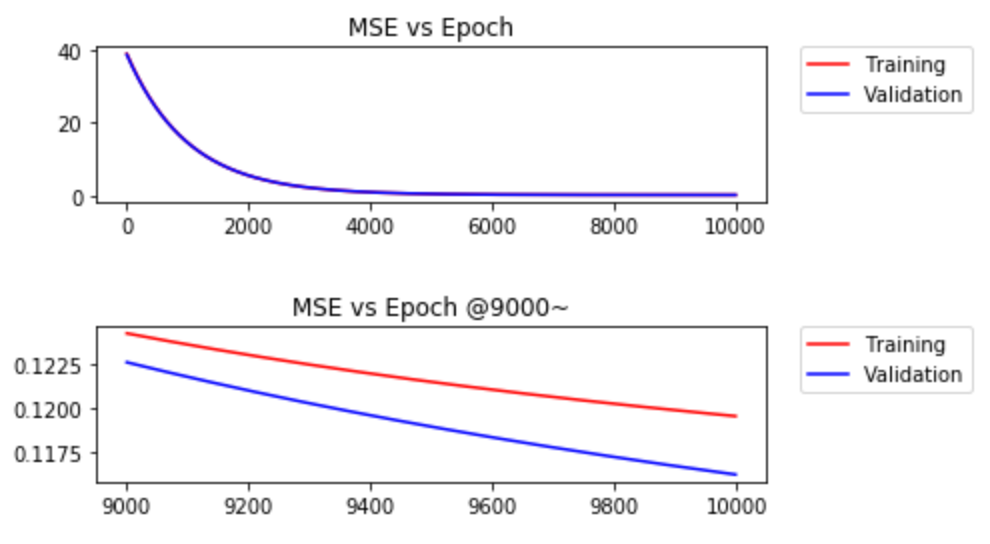 MSE vs Epoch
40
20
0
0 2000 4000 6000 8000 10000
Training
Validation
MSE vs Epoch @9000~
0.1225
0.1200
0.1175
9000 9200 9400 9600 9800 10000
Training
Validation